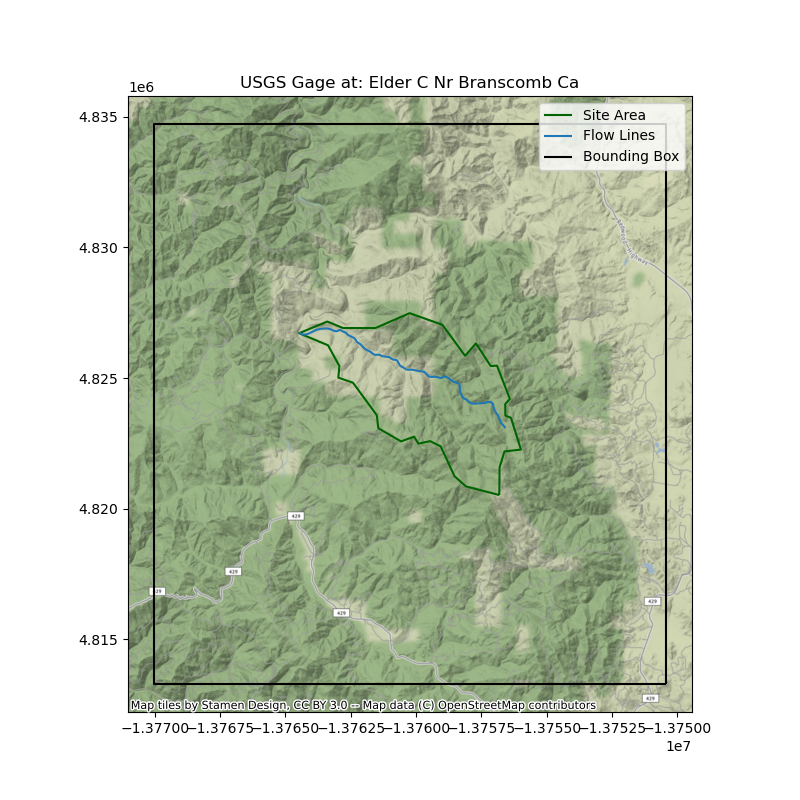 USGS Gage at: Elder C Nr Branscomb Ca
1e6
4.835
4.830
4.825
4.820
4.815
Site Area
Flow Lines
Bounding Box
Redwood Highway
429
429
429
429
429
429
Map tiles by Stamen Design, CC BY 3.0 -- Map data (C) OpenStreetMap contributors
−1.37700 −1.37675 −1.37650 −1.37625 −1.37600 −1.37575 −1.37550 −1.37525 −1.37500
1e7